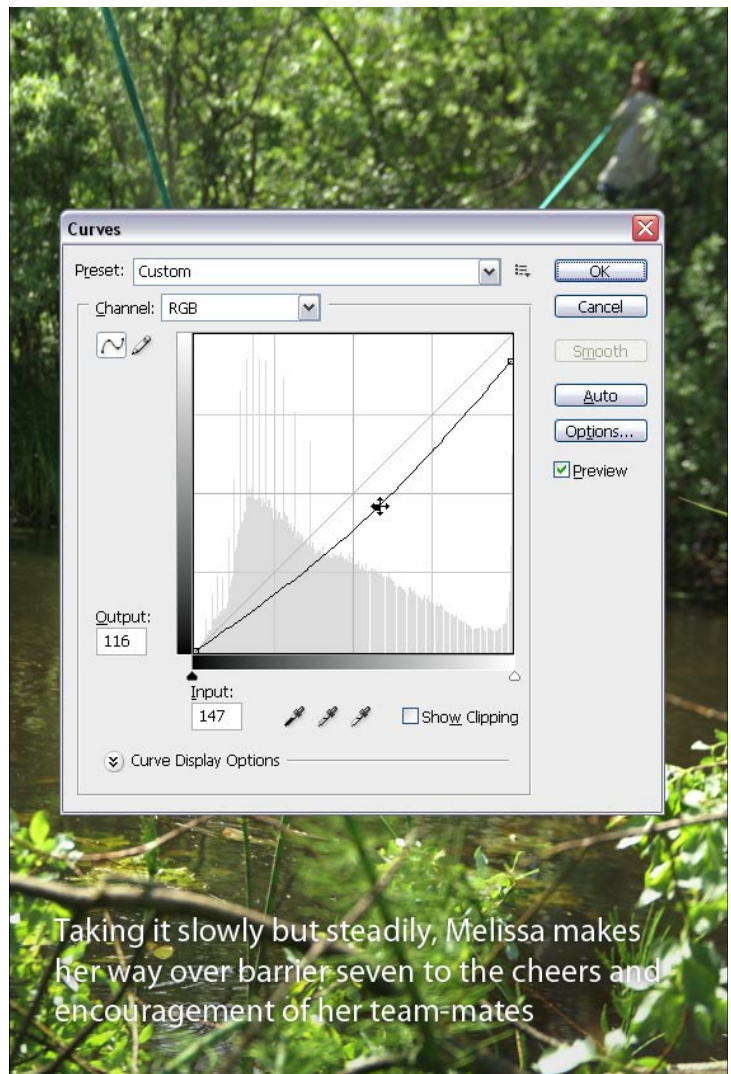 Curves
Preset: Custom
OK
Channel: RGB
Cancel
Smooth
Auto
Options...
Preview
Output:
116
Input:
147
Show Clipping
Curve Display Options
Taking it slowly but steadily, Melissa makes
her way over barrier seven to the cheers and
encouragement of her team-mates